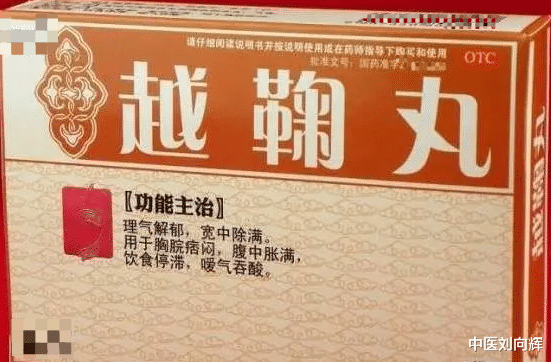 请仔细阅读说明书并按说明使用或在药师指导下购买和使用
批准文号：国药准字
OTC
越鞠丸
【功能主治】
理气解郁，宽中除满。
用于胸脘痞闷，腹中胀满，
饮食停滞，嗳气吞酸。
越鞠丸
中医刘向辉